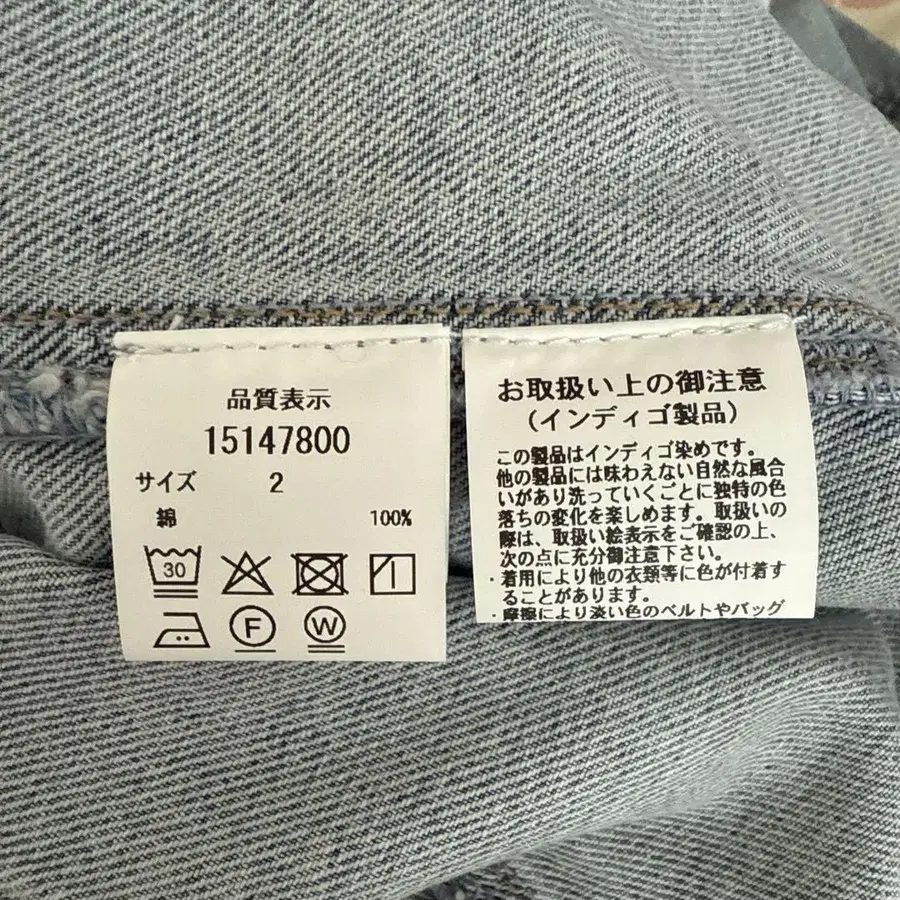 品質表示
15147800
サイズ 2
綿 100%
30
F W
お取扱い上の御注意
（インディゴ製品）
この製品はインディゴ染めです。
他の製品には味わえない自然な風合
いがあり洗っていくごとに独特の色
落ちの変化を楽しめます。取扱いの
際は、取扱い絵表示をご確認の上、
次の点に充分御注意下さい。
・着用により他の衣類等に色が付着す
ることがあります。
・摩擦により淡い色のベルトやバッグ